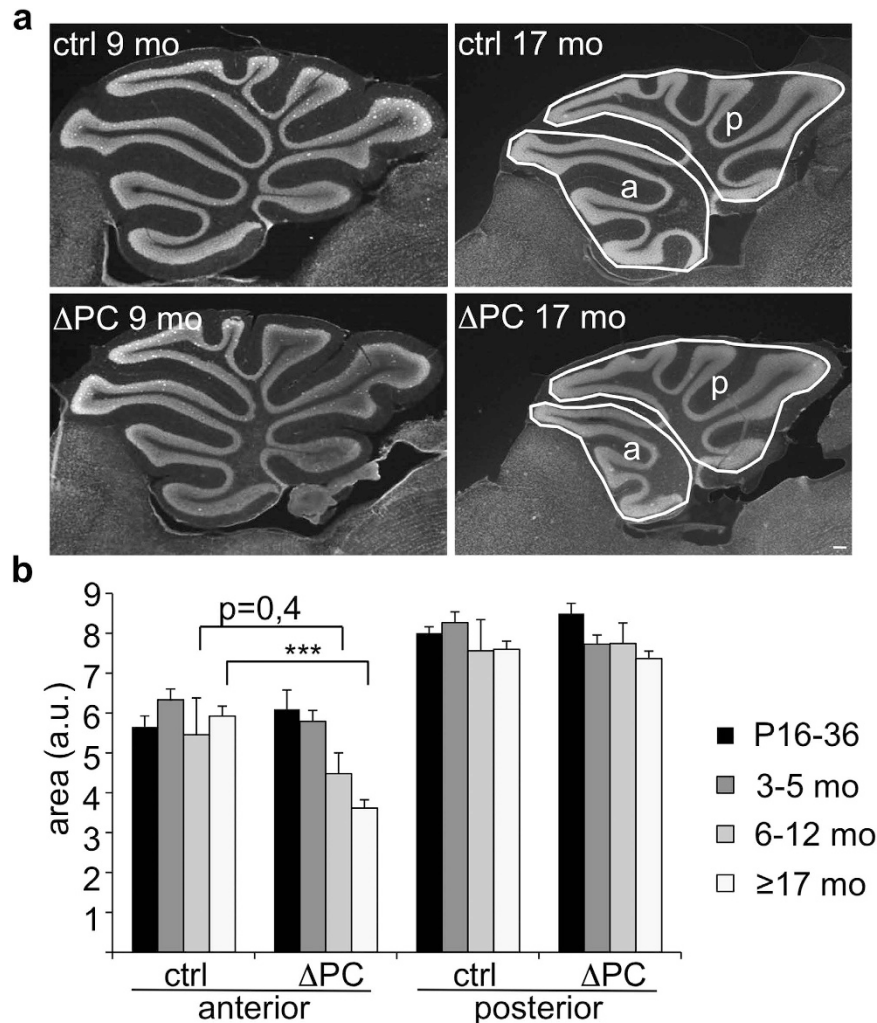 a
ctrl 9 mo
ctrl 17 mo
p
a
ΔPC 9 mo
ΔPC 17 mo
p
a
b
9
8
7
6
5
4
3
2
1
area (a.u.)
p=0,4
***
ctrl
ΔPC
ctrl
ΔPC
anterior
posterior
P16-36
3-5 mo
6-12 mo
≥17 mo